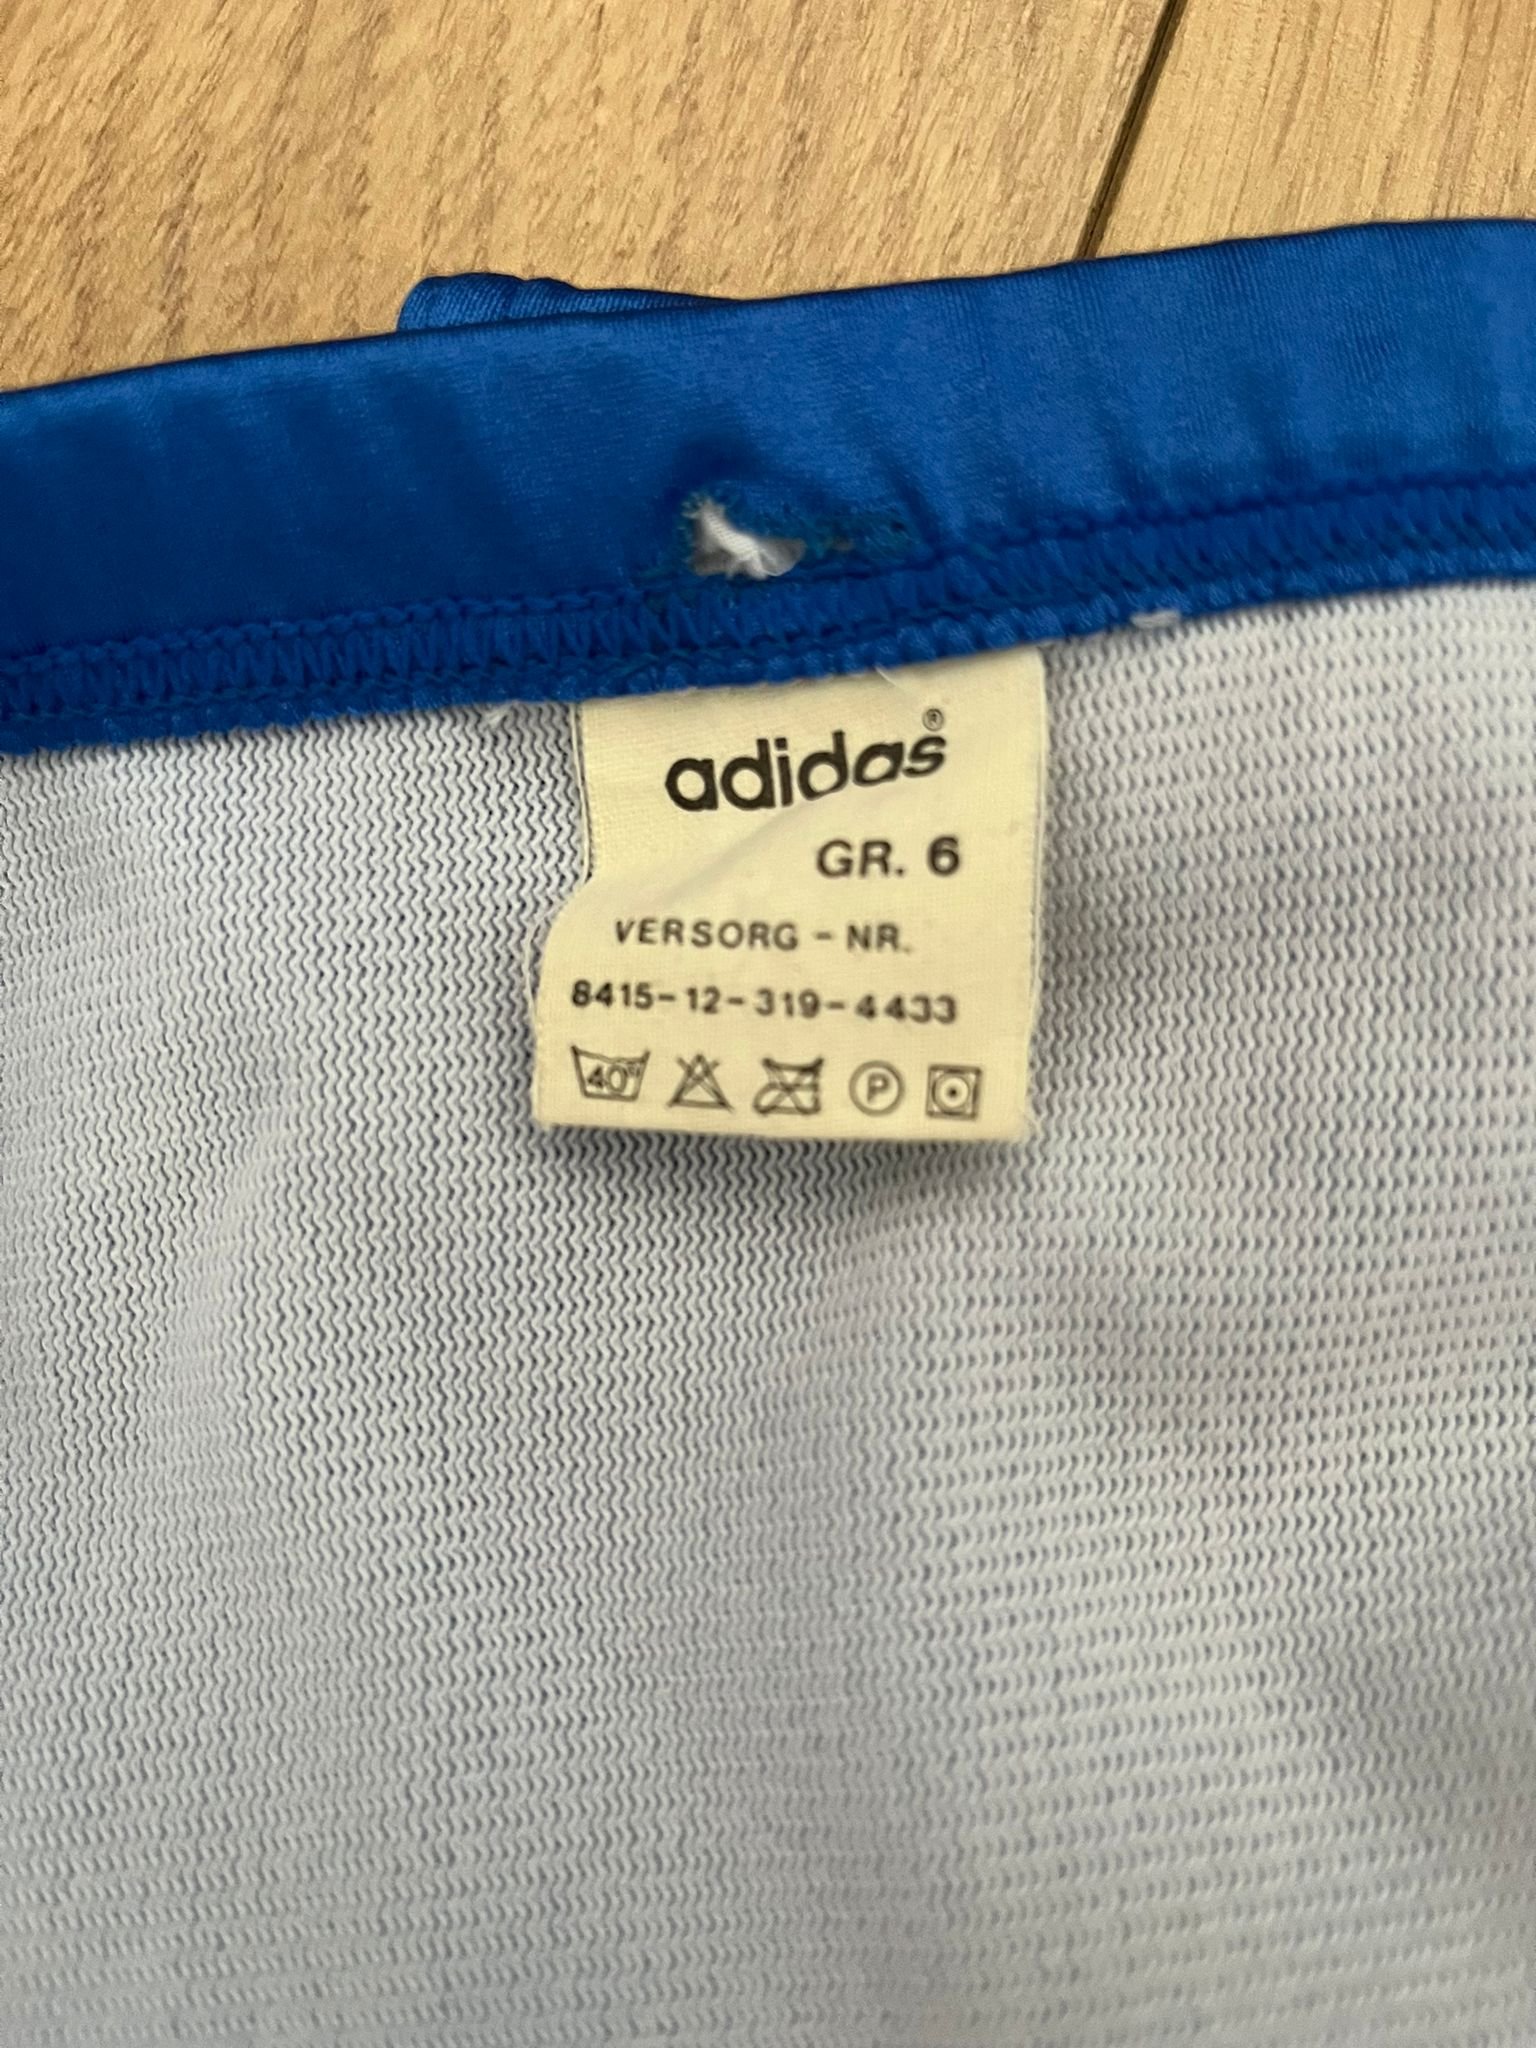 adidas®
GR. 6
VERSORG - NR.
8415-12-319-4433
40° P